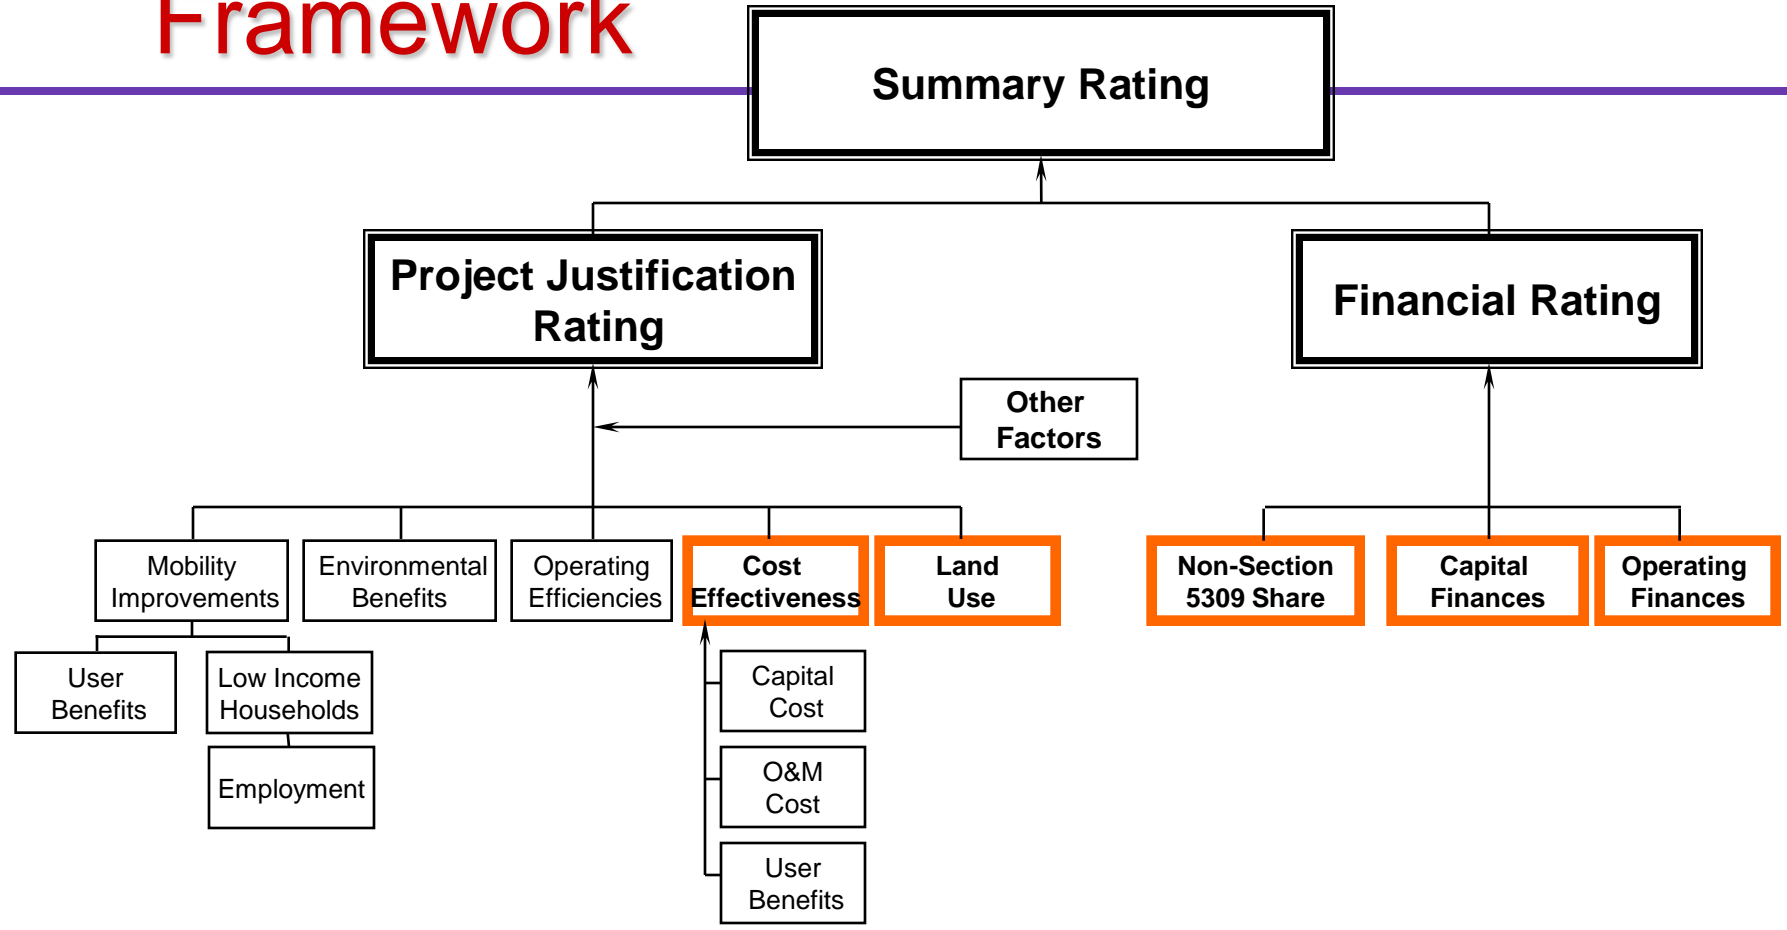 Framework
Summary Rating
Project Justification
Rating
Financial Rating
Other
Factors
Mobility
Improvements
Environmental
Benefits
Operating
Efficiencies
Cost
Effectiveness
Land
Use
Non-Section
5309 Share
Capital
Finances
Operating
Finances
User
Benefits
Low Income
Households
Employment
Capital
Cost
O&M
Cost
User
Benefits